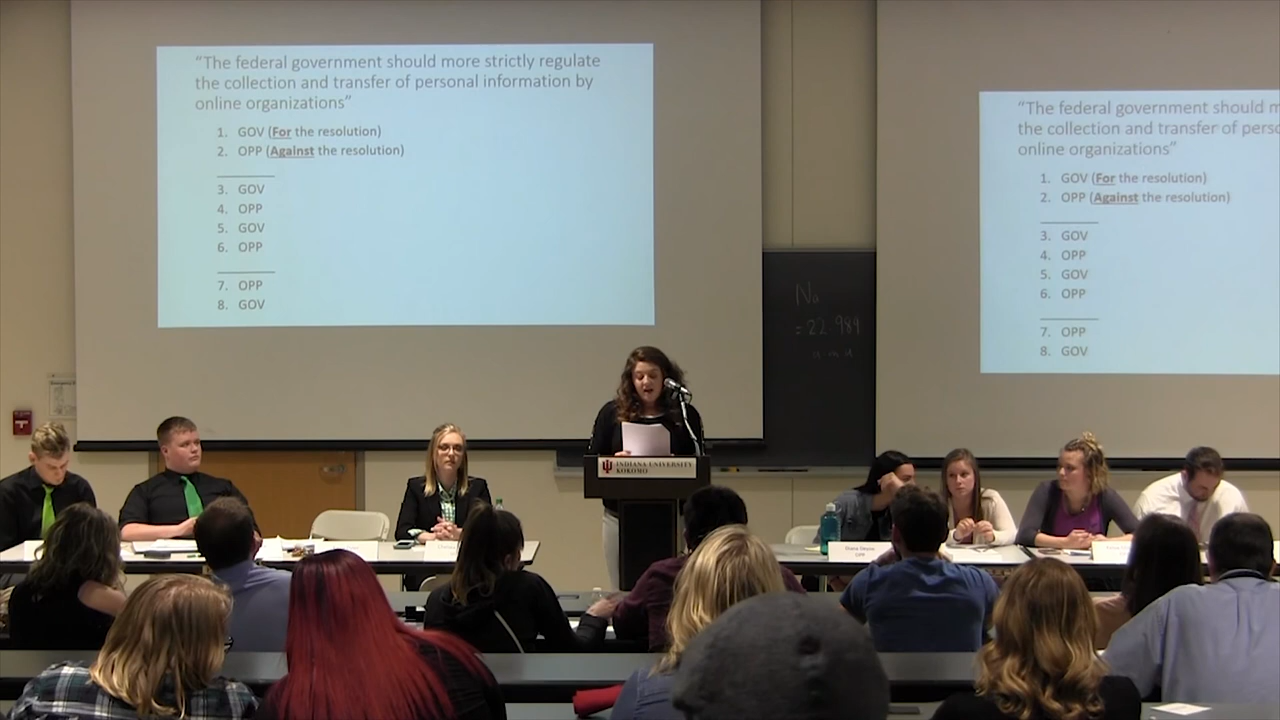 “The federal government should more strictly regulate
the collection and transfer of personal information by
online organizations”
1. GOV (For the resolution)
2. OPP (Against the resolution)
3. GOV
4. OPP
5. GOV
6. OPP
7. OPP
8. GOV
“The federal government should m
the collection and transfer of perso
online organizations”
1. GOV (For the resolution)
2. OPP (Against the resolution)
3. GOV
4. OPP
5. GOV
6. OPP
7. OPP
8. GOV
Na
=22.989
INDIANA UNIVERSITY
KOKOMO
OPP